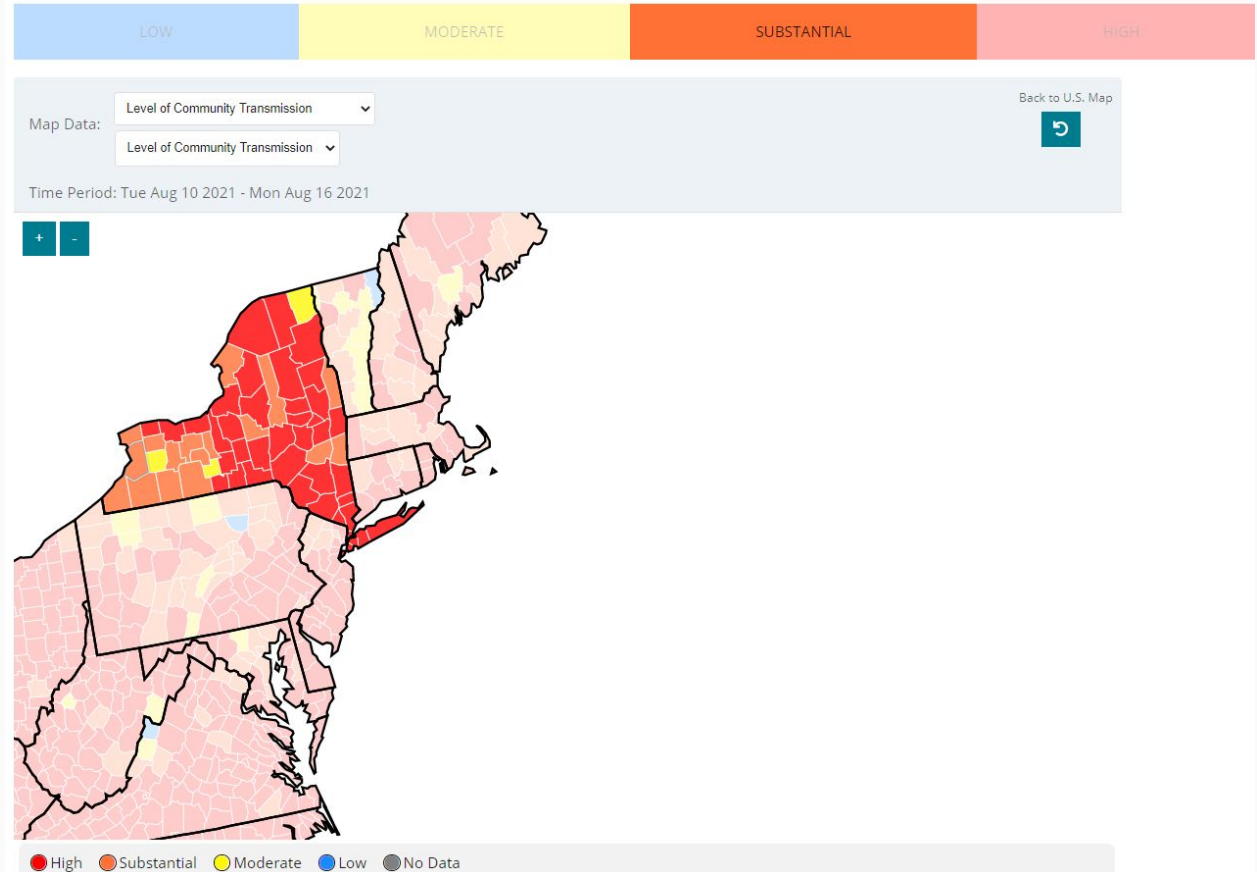 LOW MODERATE SUBSTANTIAL HIGH
Back to U.S. Map
Map Data:
Level of Community Transmission
Level of Community Transmission
Time Period: Tue Aug 10 2021 - Mon Aug 16 2021
+ -
High Substantial Moderate Low No Data